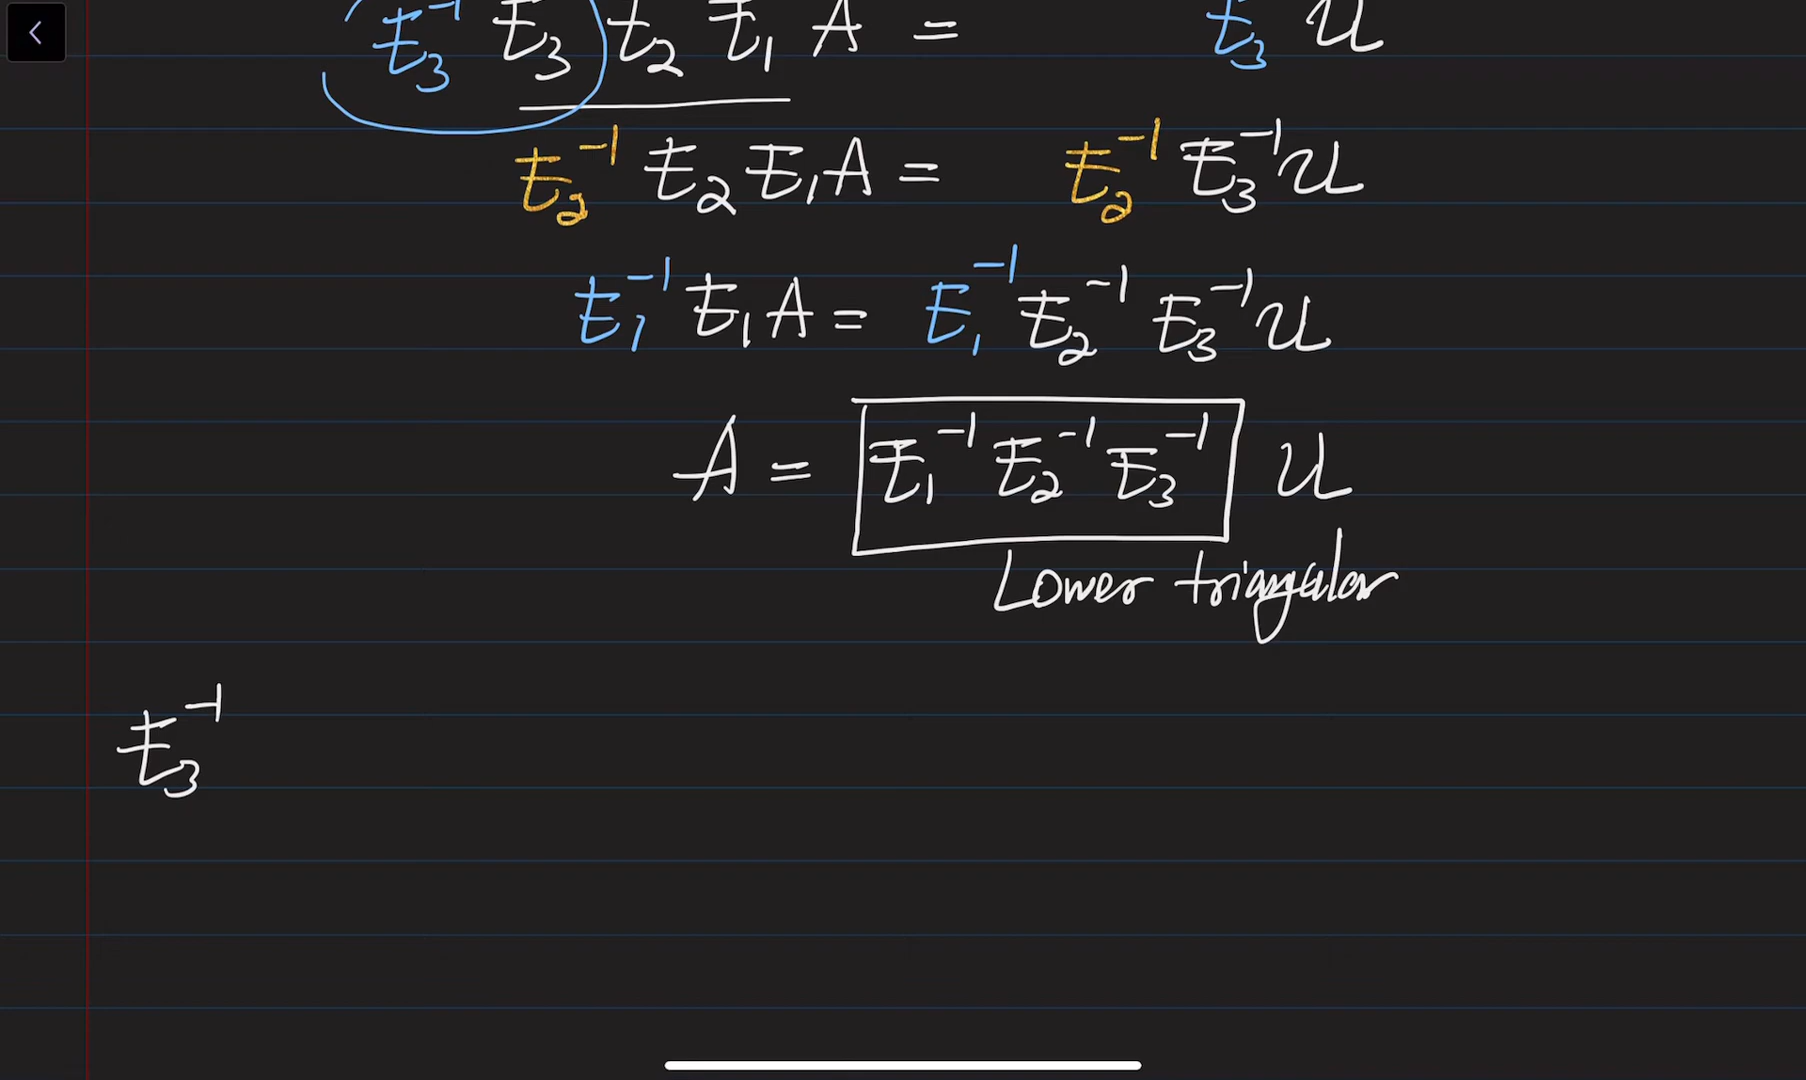 E₃⁻¹ E₃ E₂ E₁ A = E₃ U
E₂⁻¹ E₂ E₁ A = E₂⁻¹ E₃⁻¹ U
E₁⁻¹ E₁ A = E₁⁻¹ E₂⁻¹ E₃⁻¹ U
A = E₁⁻¹ E₂⁻¹ E₃⁻¹ U
Lower triangular
E₃⁻¹